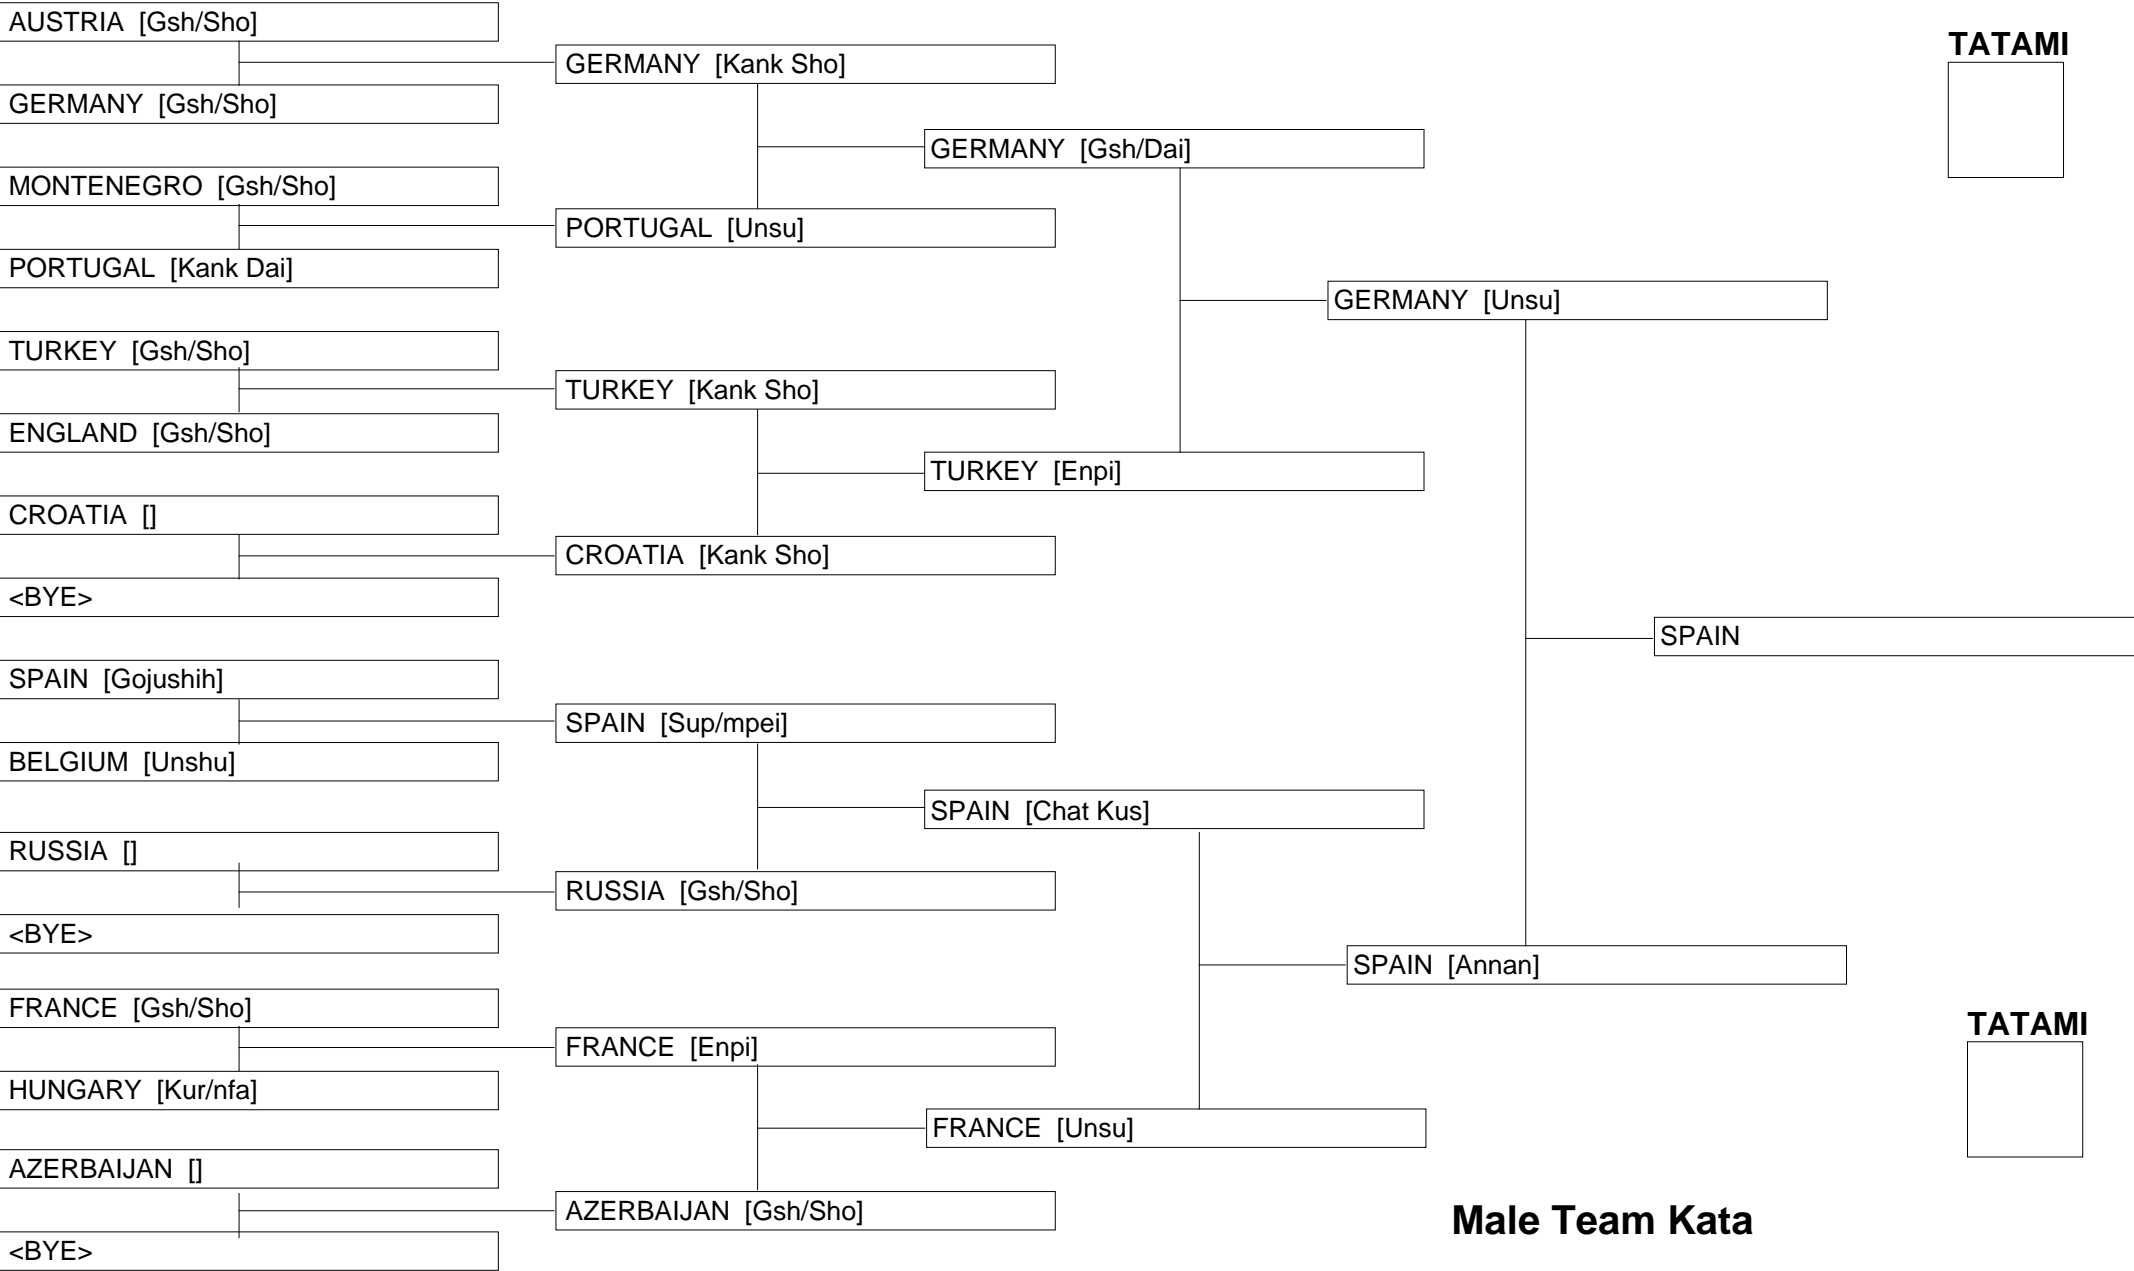 AUSTRIA [Gsh/Sho]
GERMANY [Gsh/Sho]
MONTENEGRO [Gsh/Sho]
PORTUGAL [Kank Dai]
TURKEY [Gsh/Sho]
ENGLAND [Gsh/Sho]
CROATIA []
<BYE>
SPAIN [Gojushih]
BELGIUM [Unshu]
RUSSIA []
<BYE>
FRANCE [Gsh/Sho]
HUNGARY [Kur/nfa]
AZERBAIJAN []
<BYE>
GERMANY [Kank Sho]
PORTUGAL [Unsu]
TURKEY [Kank Sho]
CROATIA [Kank Sho]
SPAIN [Sup/mpei]
RUSSIA [Gsh/Sho]
FRANCE [Enpi]
AZERBAIJAN [Gsh/Sho]
GERMANY [Gsh/Dai]
TURKEY [Enpi]
SPAIN [Chat Kus]
FRANCE [Unsu]
GERMANY [Unsu]
SPAIN [Annan]
SPAIN
TATAMI
TATAMI
Male Team Kata